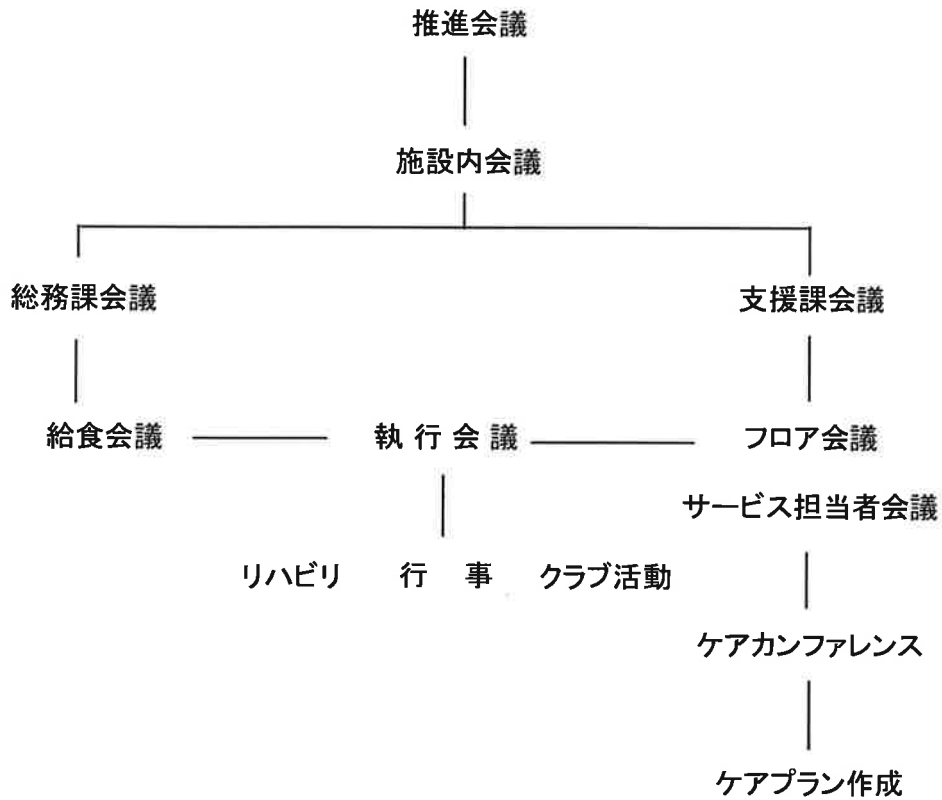 推進会議
施設内会議
総務課会議 支援課会議
給食会議 執行会議 フロア会議
サービス担当者会議
リハビリ 行事 クラブ活動
ケアカンファレンス
ケアプラン作成